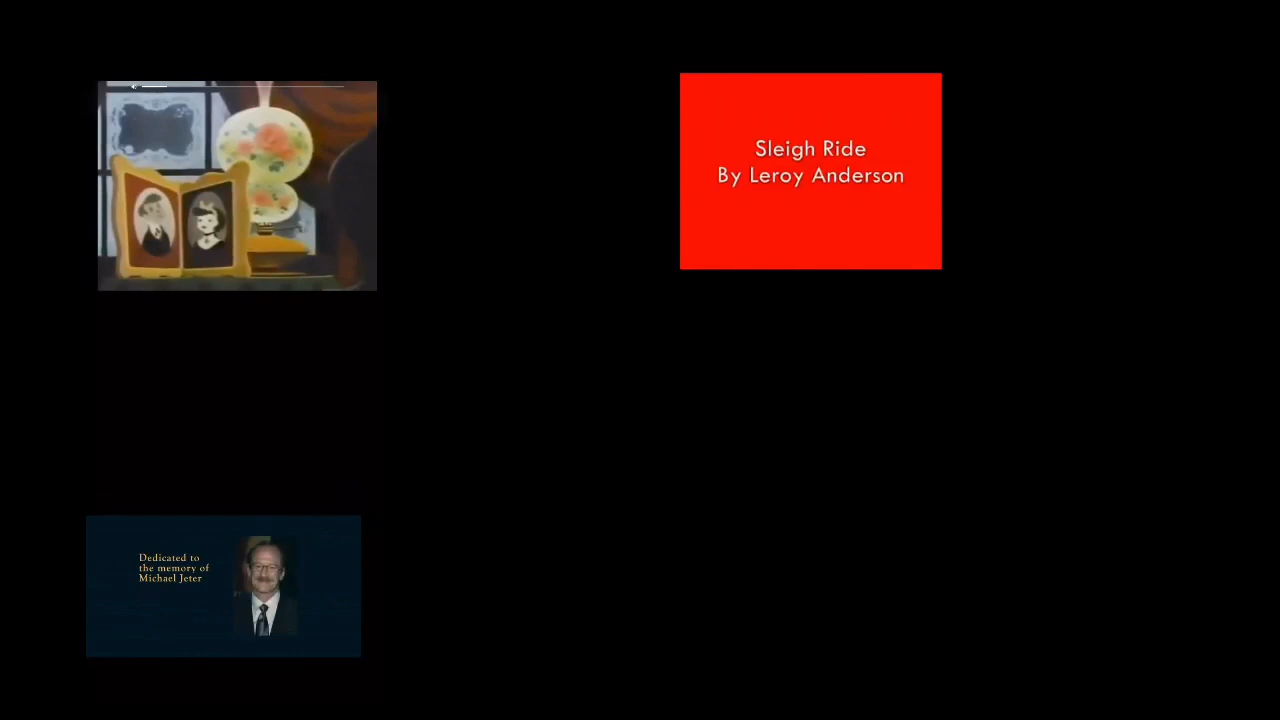 Sleigh Ride
By Leroy Anderson
Dedicated to
the memory of
Michael Jeter